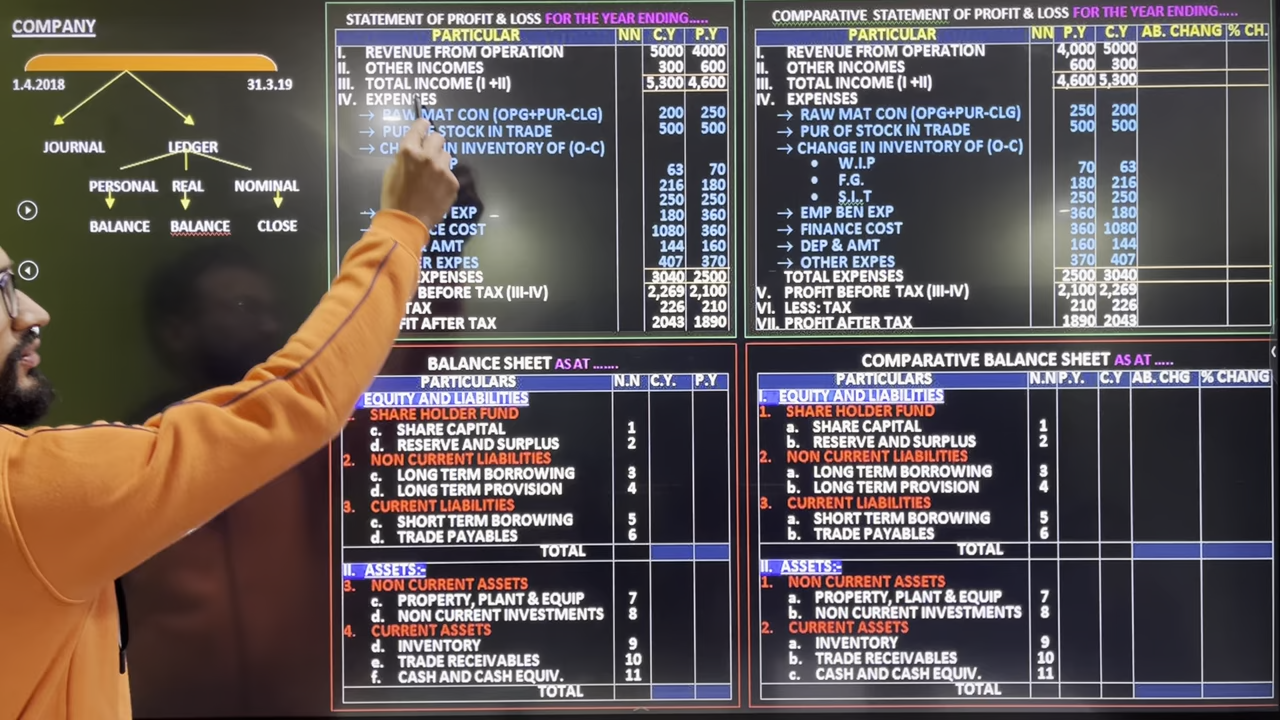 COMPANY
1.4.2018 31.3.19
JOURNAL LEDGER
PERSONAL REAL NOMINAL
BALANCE BALANCE CLOSE
STATEMENT OF PROFIT & LOSS FOR THE YEAR ENDING.....
PARTICULAR NN C.Y P.Y
I. REVENUE FROM OPERATION 5000 4000
II. OTHER INCOMES 300 600
III. TOTAL INCOME (I +II) 5,300 4,600
IV. EXPENSES
→ RAW MAT CON (OPG+PUR-CLG) 200 250
→ PUR OF STOCK IN TRADE 500 500
→ IN INVENTORY OF (O-C)
63 70
216 180
250 250
→ EXP 180 360
COST 1080 360
& AMT 144 160
EXPES 407 370
EXPENSES 3040 2500
BEFORE TAX (III-IV) 2,269 2,100
TAX 226 210
AFTER TAX 2043 1890
COMPARATIVE STATEMENT OF PROFIT & LOSS FOR THE YEAR ENDING.....
PARTICULAR NN P.Y C.Y AB. CHANG % CH.
I. REVENUE FROM OPERATION 4,000 5000
II. OTHER INCOMES 600 300
III. TOTAL INCOME (I +II) 4,600 5,300
IV. EXPENSES
→ RAW MAT CON (OPG+PUR-CLG) 250 200
→ PUR OF STOCK IN TRADE 500 500
→ CHANGE IN INVENTORY OF (O-C)
• W.I.P 70 63
• F.G. 180 216
• S.I.T 250 250
→ EMP BEN EXP 360 180
→ FINANCE COST 360 1080
→ DEP & AMT 160 144
→ OTHER EXPES 370 407
TOTAL EXPENSES 2500 3040
V. PROFIT BEFORE TAX (III-IV) 2,100 2,269
VI. LESS: TAX 210 226
VII. PROFIT AFTER TAX 1890 2043
BALANCE SHEET AS AT .......
PARTICULARS N.N C.Y. P.Y
EQUITY AND LIABILITIES
SHARE HOLDER FUND
c. SHARE CAPITAL 1
d. RESERVE AND SURPLUS 2
2. NON CURRENT LIABILITIES
c. LONG TERM BORROWING 3
d. LONG TERM PROVISION 4
3. CURRENT LIABILITIES
c. SHORT TERM BOROWING 5
d. TRADE PAYABLES 6
TOTAL
II. ASSETS:-
3. NON CURRENT ASSETS
c. PROPERTY, PLANT & EQUIP 7
d. NON CURRENT INVESTMENTS 8
4. CURRENT ASSETS
d. INVENTORY 9
e. TRADE RECEIVABLES 10
f. CASH AND CASH EQUIV. 11
TOTAL
COMPARATIVE BALANCE SHEET AS AT .....
PARTICULARS N.N P.Y. C.Y AB. CHG % CHANG
I. EQUITY AND LIABILITIES
1. SHARE HOLDER FUND
a. SHARE CAPITAL 1
b. RESERVE AND SURPLUS 2
2. NON CURRENT LIABILITIES
a. LONG TERM BORROWING 3
b. LONG TERM PROVISION 4
3. CURRENT LIABILITIES
a. SHORT TERM BOROWING 5
b. TRADE PAYABLES 6
TOTAL
II. ASSETS:-
1. NON CURRENT ASSETS
a. PROPERTY, PLANT & EQUIP 7
b. NON CURRENT INVESTMENTS 8
2. CURRENT ASSETS
a. INVENTORY 9
b. TRADE RECEIVABLES 10
c. CASH AND CASH EQUIV. 11
TOTAL